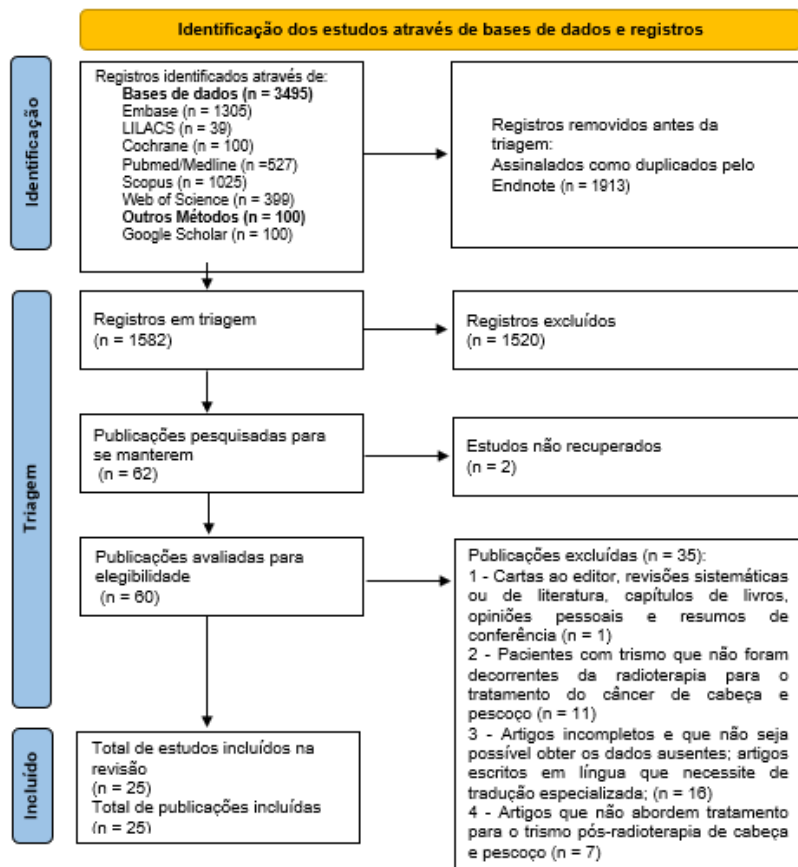 Identificação dos estudos através de bases de dados e registros
Identificação
Registros identificados através de:
Bases de dados (n = 3495)
Embase (n = 1305)
LILACS (n = 39)
Cochrane (n = 100)
Pubmed/Medline (n =527)
Scopus (n = 1025)
Web of Science (n = 399)
Outros Métodos (n = 100)
Google Scholar (n = 100)
Registros removidos antes da
triagem:
Assinalados como duplicados pelo
Endnote (n = 1913)
Triagem
Registros em triagem
(n = 1582)
Registros excluídos
(n = 1520)
Publicações pesquisadas para
se manterem
(n = 62)
Estudos não recuperados
(n = 2)
Publicações avaliadas para
elegibilidade
(n = 60)
Publicações excluídas (n = 35):
1 - Cartas ao editor, revisões sistemáticas
ou de literatura, capítulos de livros,
opiniões pessoais e resumos de
conferência (n = 1)
2 - Pacientes com trismo que não foram
decorrentes da radioterapia para o
tratamento do câncer de cabeça e
pescoço (n = 11)
3 - Artigos incompletos e que não seja
possível obter os dados ausentes; artigos
escritos em língua que necessite de
tradução especializada; (n = 16)
4 - Artigos que não abordem tratamento
para o trismo pós-radioterapia de cabeça
e pescoço (n = 7)
Incluído
Total de estudos incluídos na
revisão
(n = 25)
Total de publicações incluídas
(n = 25)